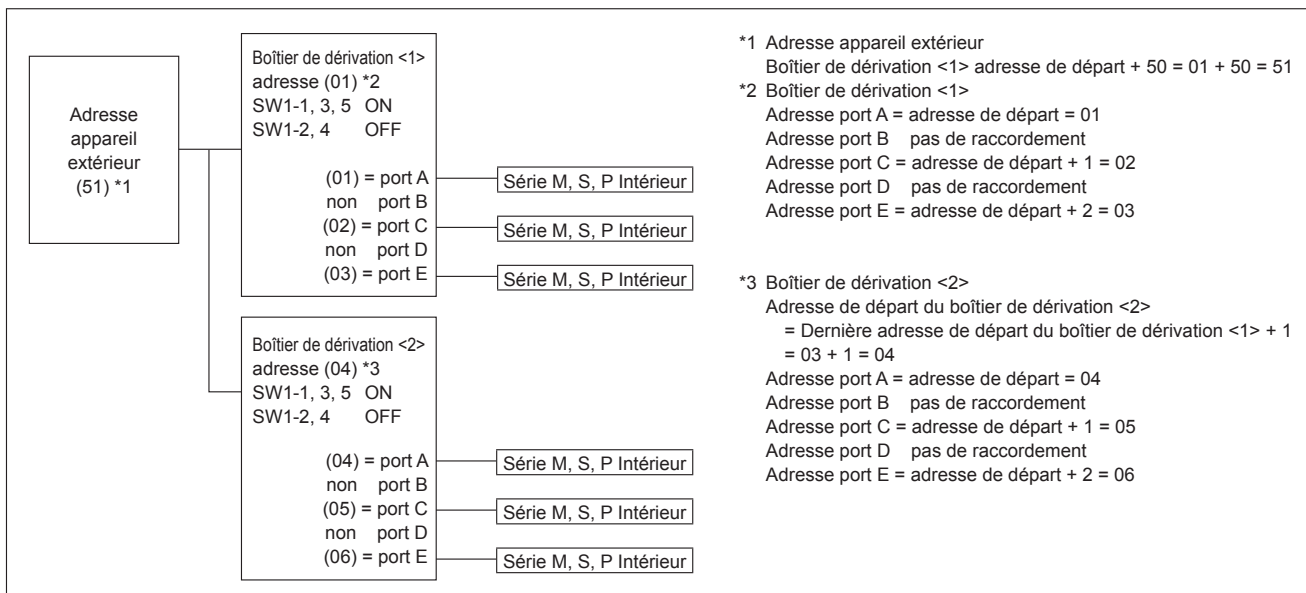 Adresse
appareil
extérieur
(51) *1
Boîtier de dérivation <1>
adresse (01) *2
SW1-1, 3, 5 ON
SW1-2, 4 OFF
(01) = port A
non port B
(02) = port C
non port D
(03) = port E
Série M, S, P Intérieur
Série M, S, P Intérieur
Série M, S, P Intérieur
Boîtier de dérivation <2>
adresse (04) *3
SW1-1, 3, 5 ON
SW1-2, 4 OFF
(04) = port A
non port B
(05) = port C
non port D
(06) = port E
Série M, S, P Intérieur
Série M, S, P Intérieur
Série M, S, P Intérieur
*1 Adresse appareil extérieur
Boîtier de dérivation <1> adresse de départ + 50 = 01 + 50 = 51
*2 Boîtier de dérivation <1>
Adresse port A = adresse de départ = 01
Adresse port B pas de raccordement
Adresse port C = adresse de départ + 1 = 02
Adresse port D pas de raccordement
Adresse port E = adresse de départ + 2 = 03
*3 Boîtier de dérivation <2>
Adresse de départ du boîtier de dérivation <2>
= Dernière adresse de départ du boîtier de dérivation <1> + 1
= 03 + 1 = 04
Adresse port A = adresse de départ = 04
Adresse port B pas de raccordement
Adresse port C = adresse de départ + 1 = 05
Adresse port D pas de raccordement
Adresse port E = adresse de départ + 2 = 06